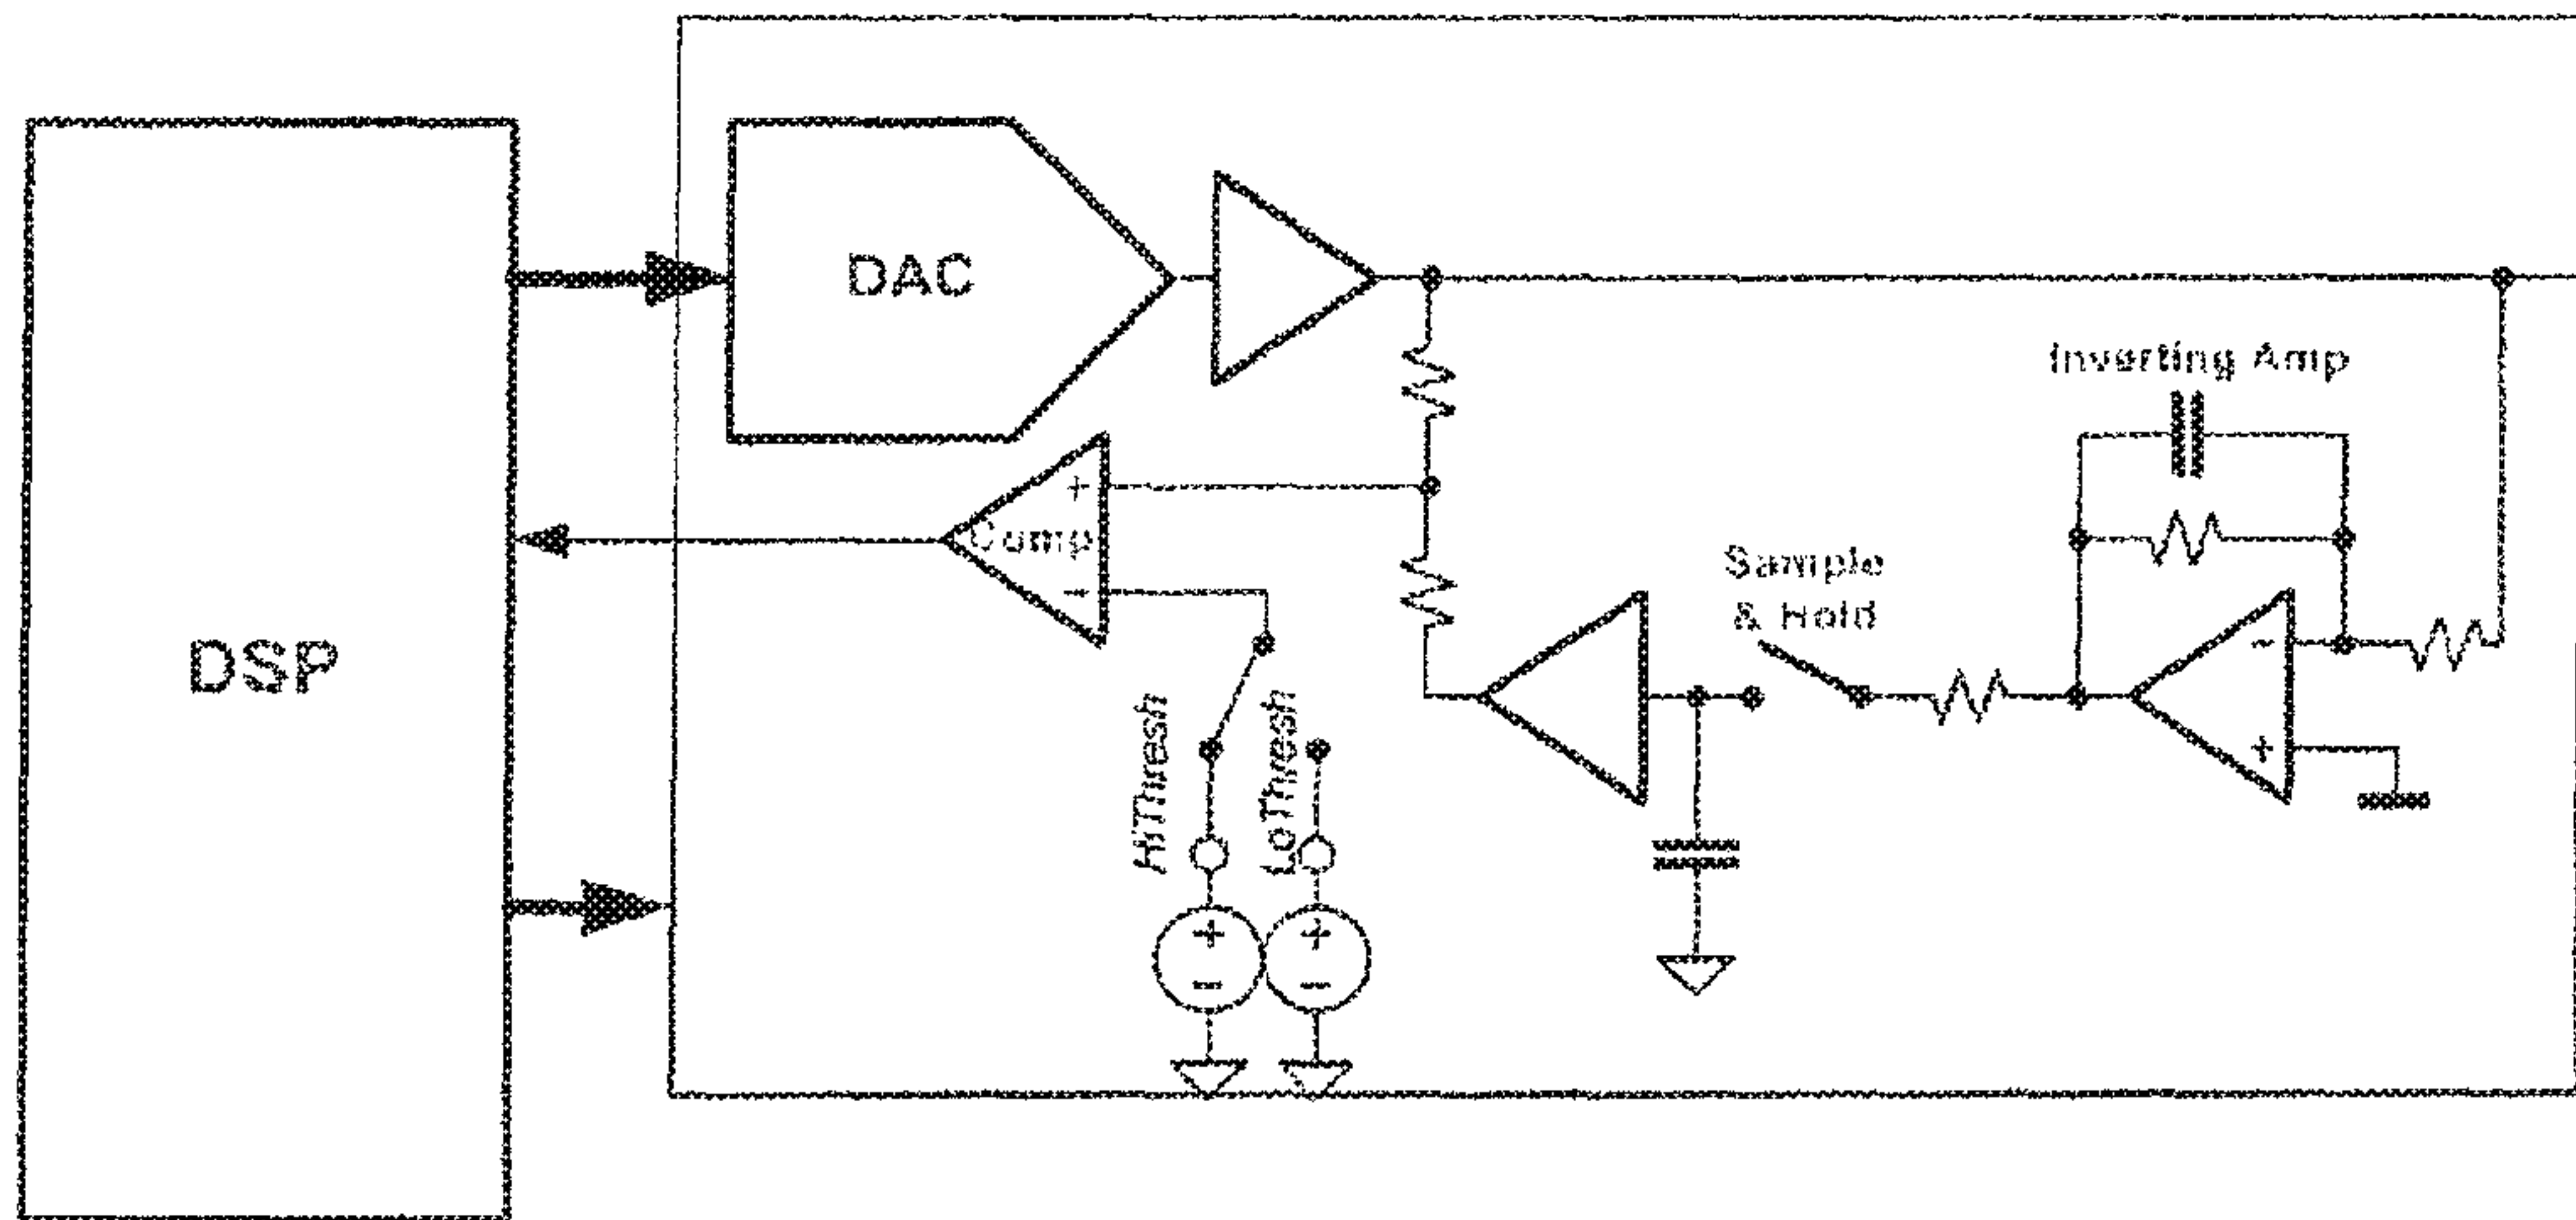 DAC
Inverting Amp
+
Comp
-
Sample
& Hold
DSP
-
+
HiThresh
LoThresh
+
+
-
-